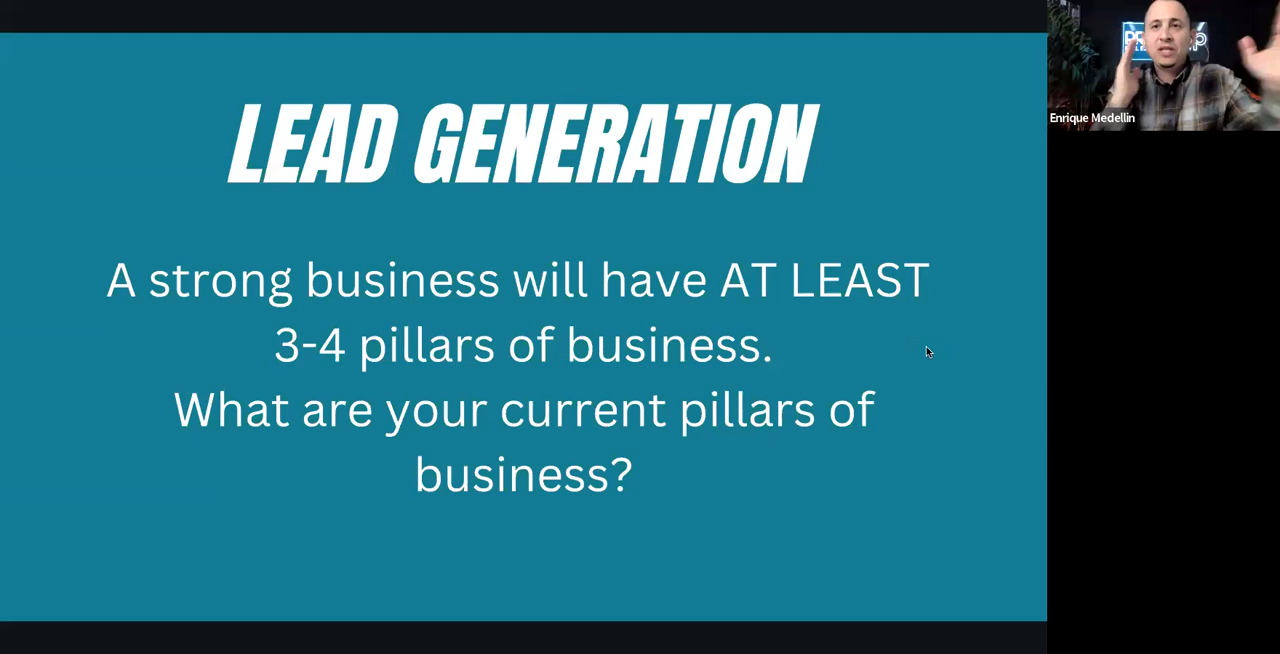 LEAD GENERATION
A strong business will have AT LEAST
3-4 pillars of business.
What are your current pillars of
business?
Enrique Medellin